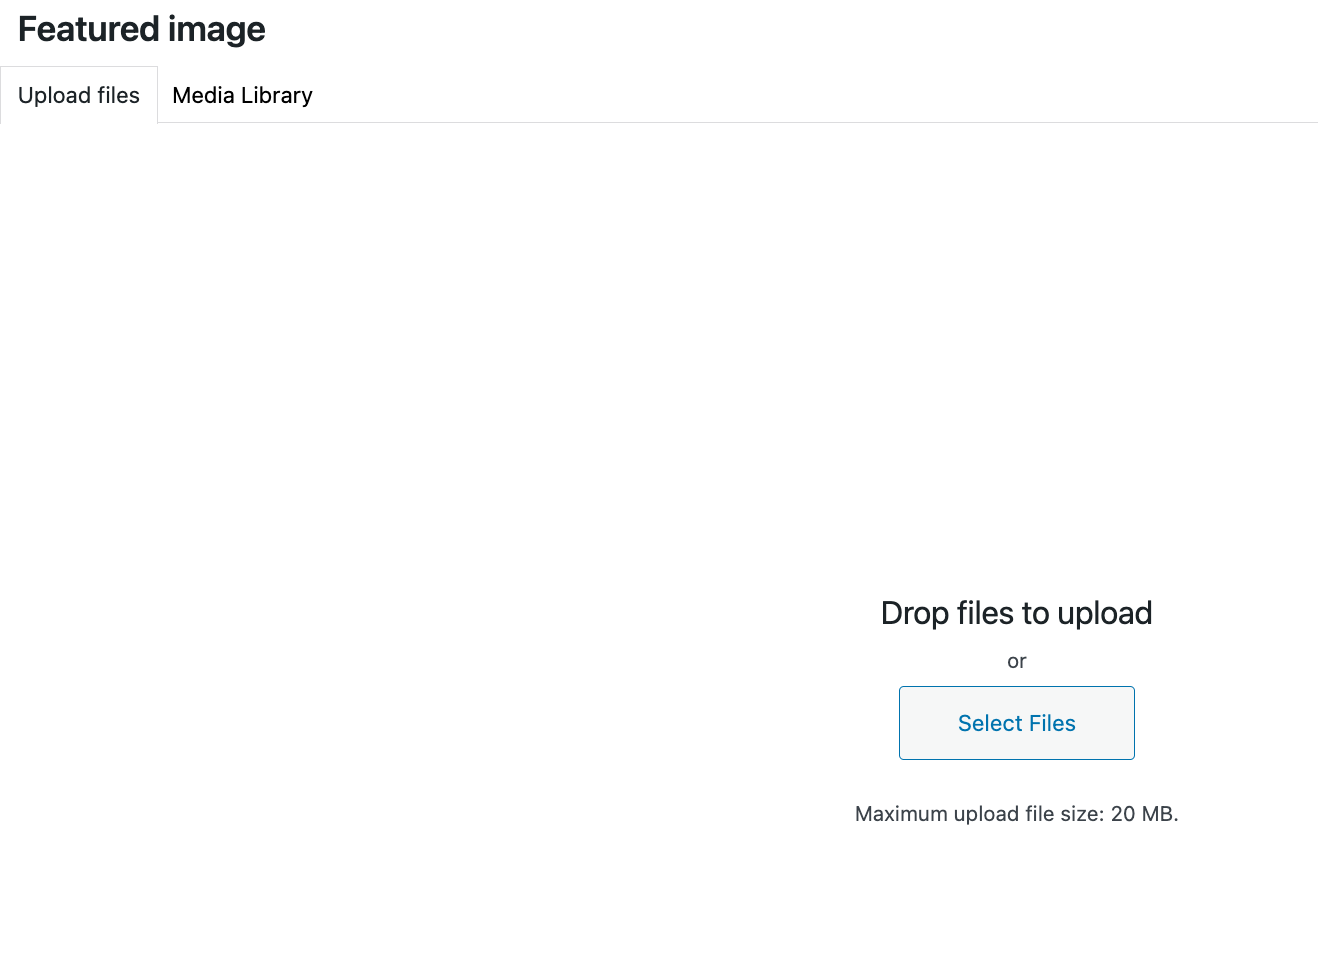 Featured image
Upload files
Media Library
Drop files to upload
or
Select Files
Maximum upload file size: 20 MB.